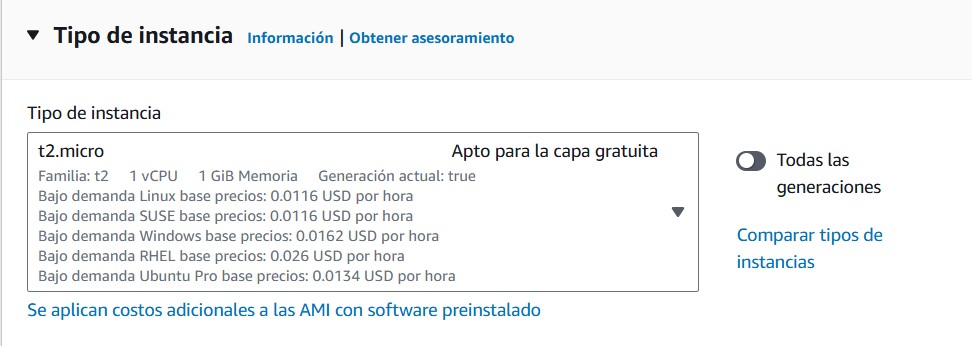 Tipo de instancia Información | Obtener asesoramiento
Tipo de instancia
t2.micro Apto para la capa gratuita
Familia: t2 1 vCPU 1 GiB Memoria Generación actual: true
Bajo demanda Linux base precios: 0.0116 USD por hora
Bajo demanda SUSE base precios: 0.0116 USD por hora
Bajo demanda Windows base precios: 0.0162 USD por hora
Bajo demanda RHEL base precios: 0.026 USD por hora
Bajo demanda Ubuntu Pro base precios: 0.0134 USD por hora
Todas las
generaciones
Comparar tipos de
instancias
Se aplican costos adicionales a las AMI con software preinstalado